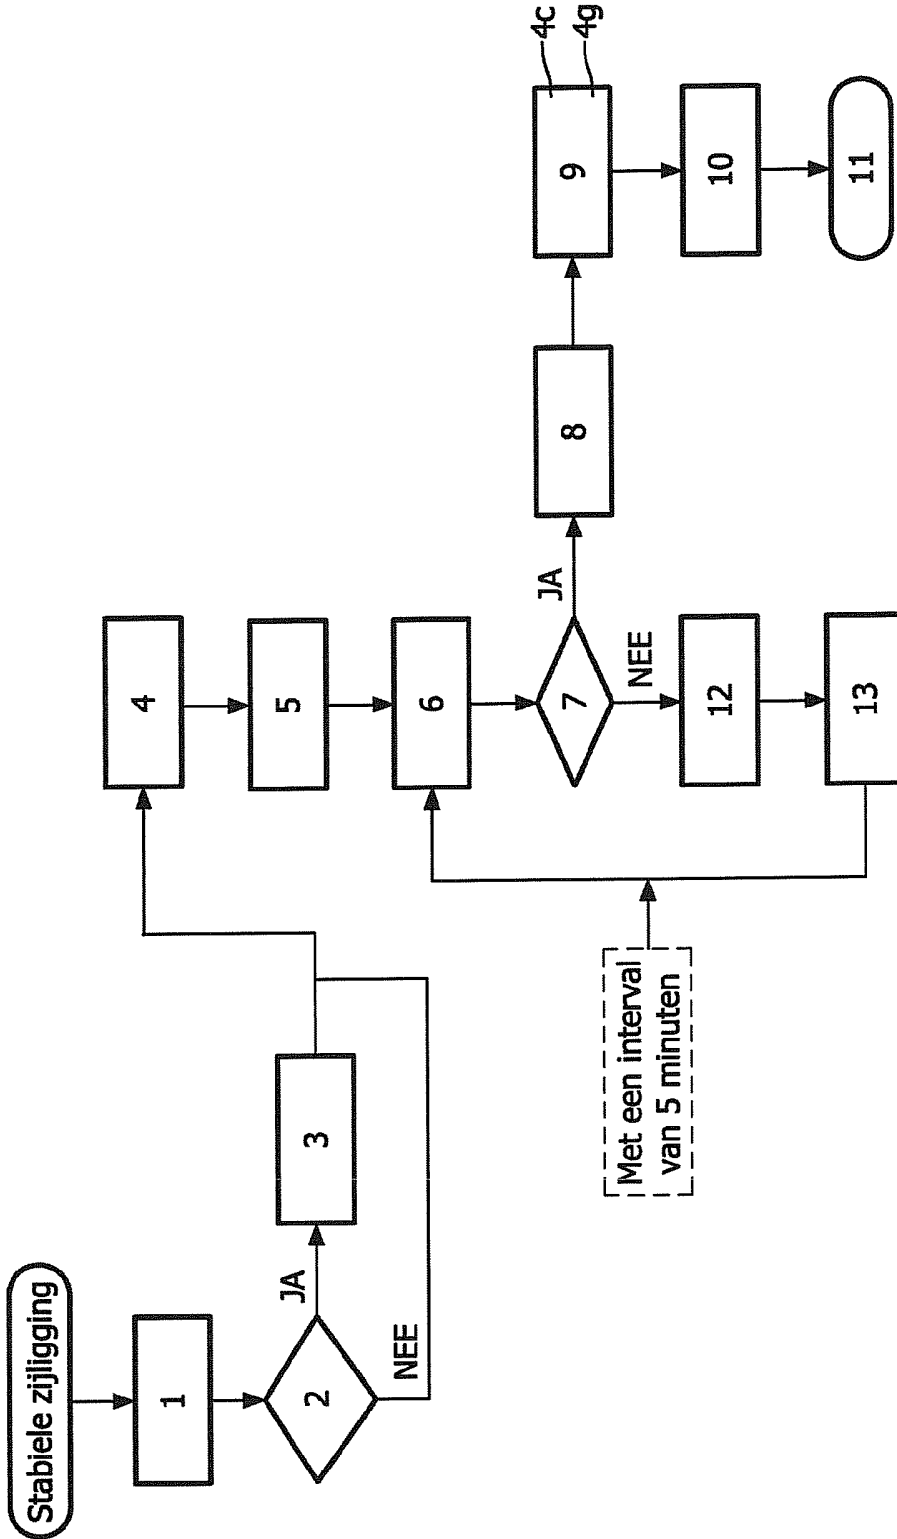 Stabiele zijligging
1
2
JA
NEE
3
4
5
6
7
JA
NEE
8
9
4c
4g
10
11
12
13
Met een interval
van 5 minuten